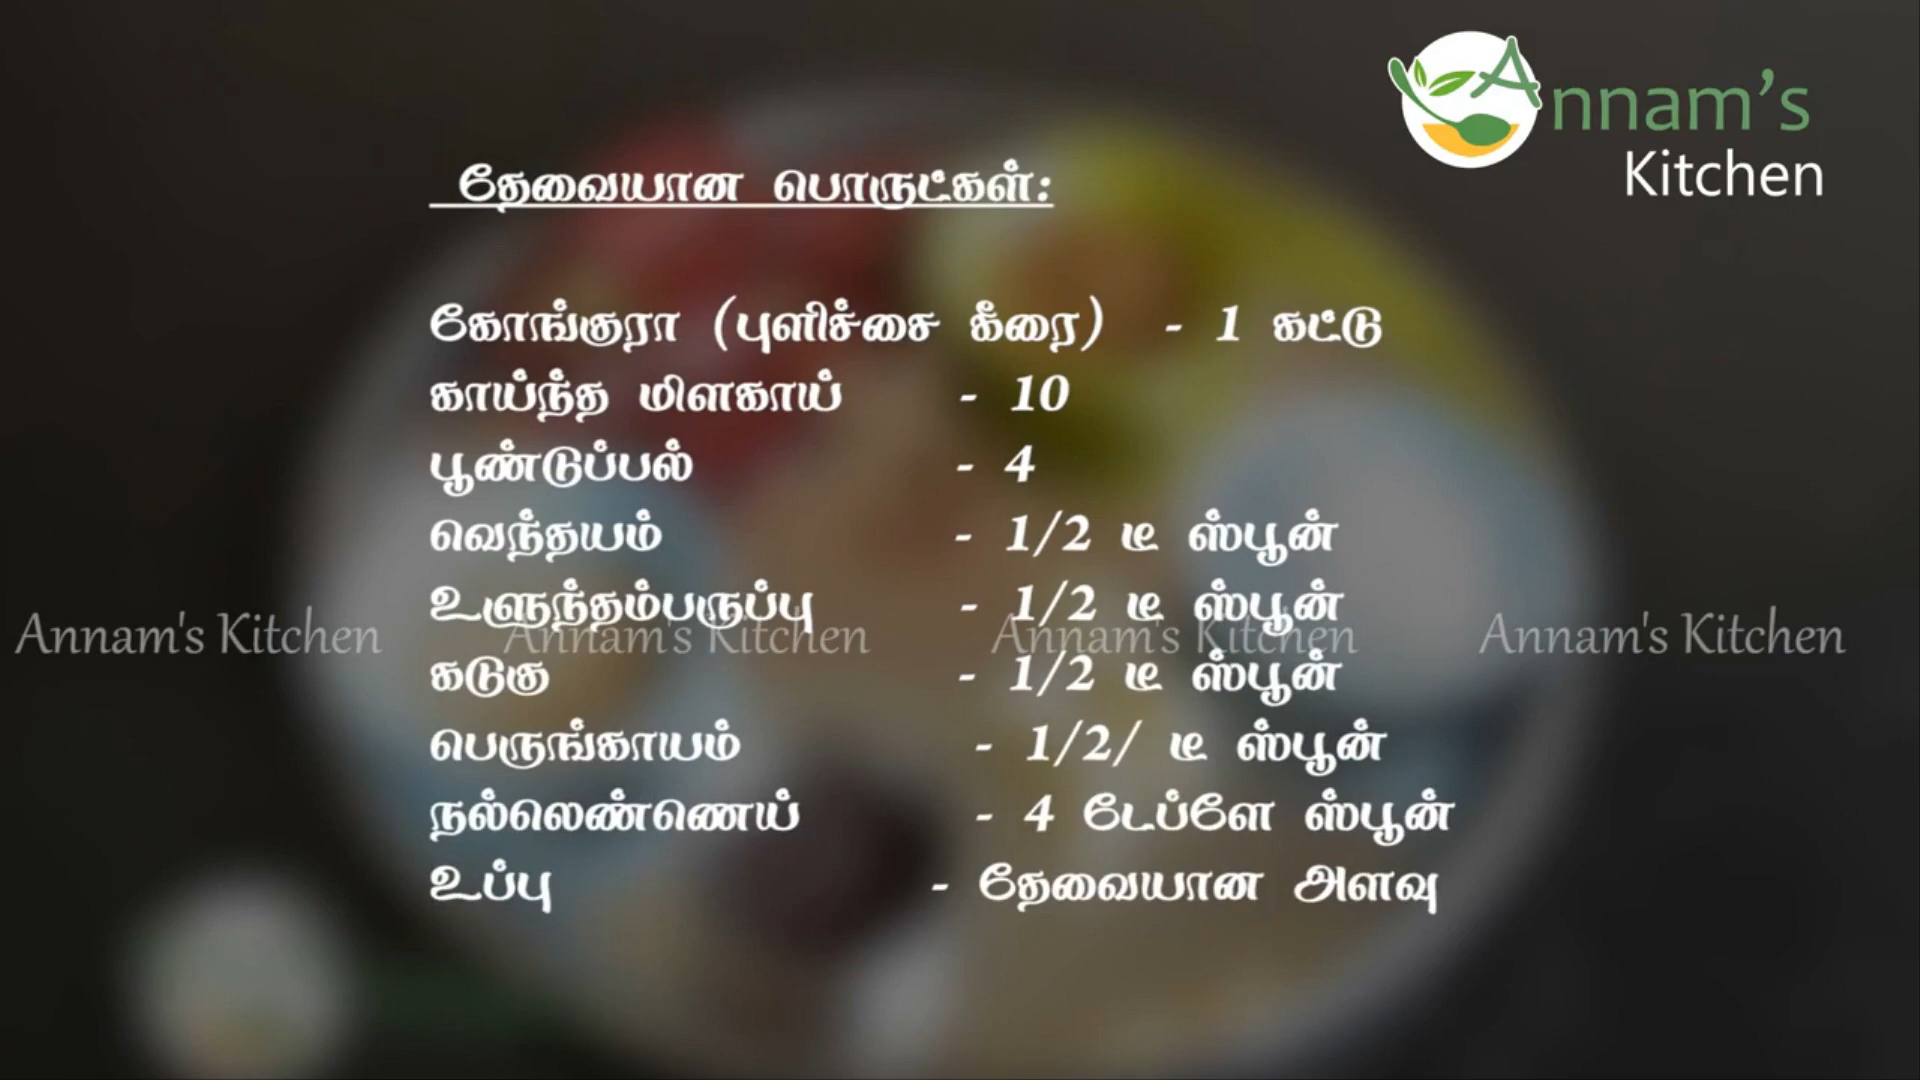 Annam's
Kitchen
தேவையான பொருட்கள்:
கோங்குரா (புளிச்சை கீரை) - 1 கட்டு
காய்ந்த மிளகாய் - 10
பூண்டுப்பல் - 4
வெந்தயம் - 1/2 டீ ஸ்பூன்
உளுந்தம்பருப்பு - 1/2 டீ ஸ்பூன்
Annam's Kitchen Annam's Kitchen Annam's Kitchen Annam's Kitchen
கடுகு - 1/2 டீ ஸ்பூன்
பெருங்காயம் - 1/2/ டீ ஸ்பூன்
நல்லெண்ணெய் - 4 டேப்ளே ஸ்பூன்
உப்பு - தேவையான அளவு